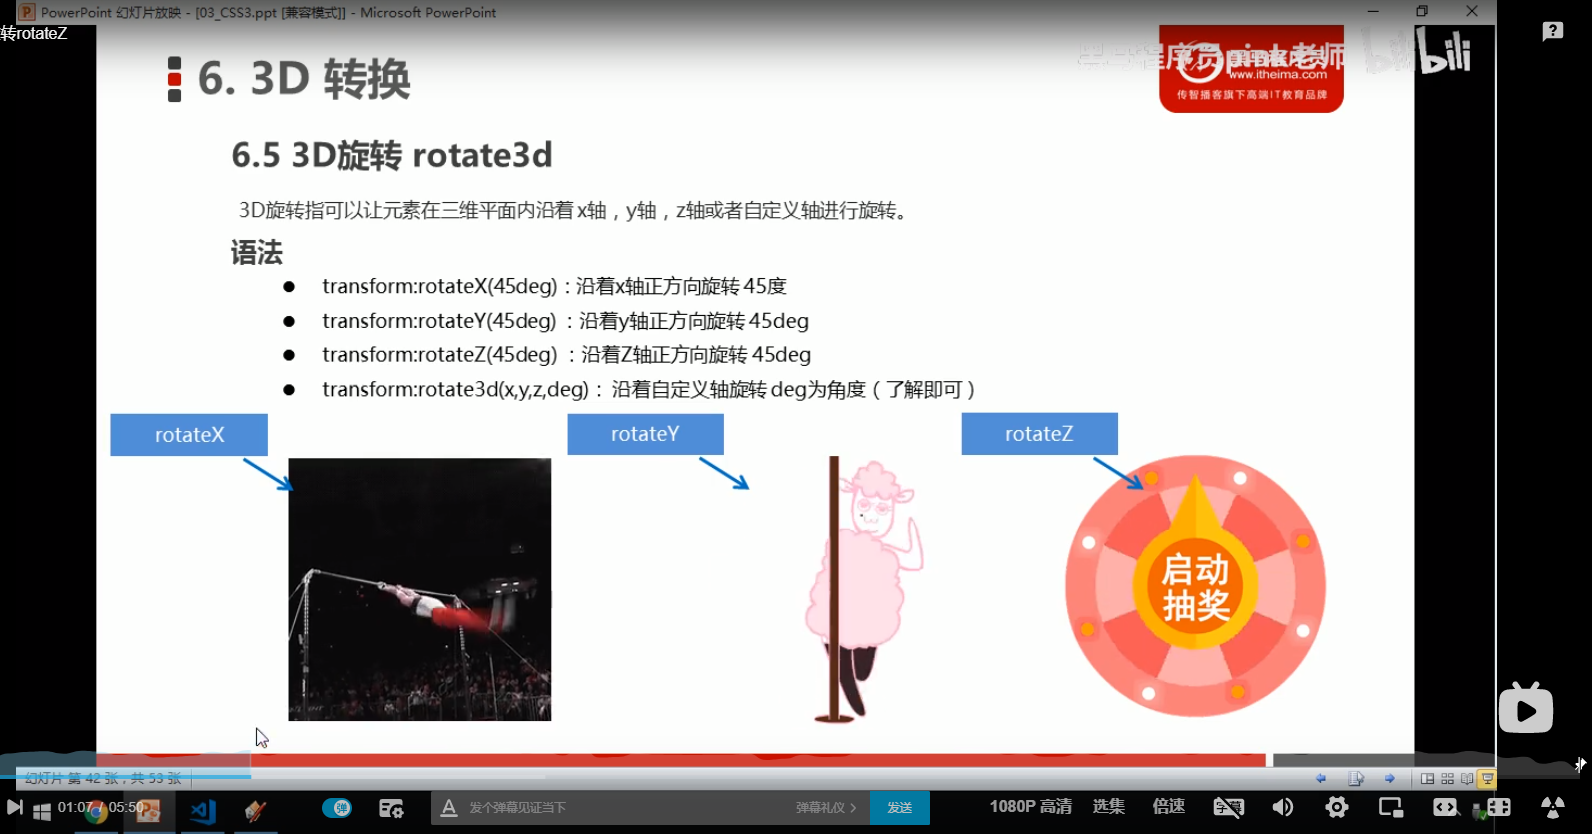 PowerPoint 幻灯片放映 - [03_CSS3.ppt [兼容模式]] - Microsoft PowerPoint
转rotateZ
程序员pink老师
bilibili
www.itheima.com
传智播客旗下高端IT教育品牌
6. 3D 转换
6.5 3D旋转 rotate3d
3D旋转指可以让元素在三维平面内沿着 x轴，y轴，z轴或者自定义轴进行旋转。
语法
● transform:rotateX(45deg)：沿着x轴正方向旋转 45度
● transform:rotateY(45deg) ：沿着y轴正方向旋转 45deg
● transform:rotateZ(45deg) ：沿着Z轴正方向旋转 45deg
● transform:rotate3d(x,y,z,deg)： 沿着自定义轴旋转 deg为角度（了解即可）
rotateX
rotateY
rotateZ
启动
抽奖
幻灯片 第 42 张，共 53 张
01:07 / 05:50
弹
发个弹幕见证当下
弹幕礼仪 >
发送
1080P 高清
选集
倍速